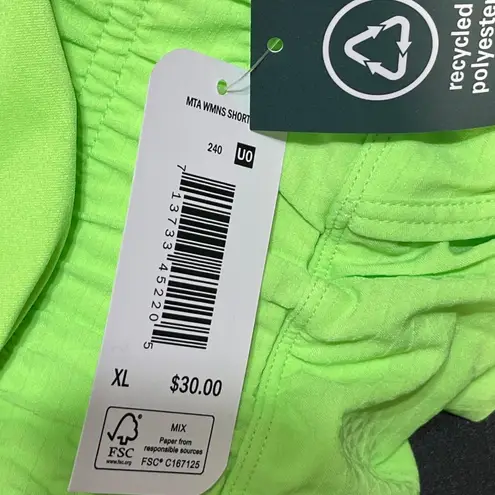 recycled
polyester
MTA WMNS SHORT
240 U0
7 13733 45220 5
XL $30.00
FSC
www.fsc.org
MIX
Paper from
responsible sources
FSC® C167125